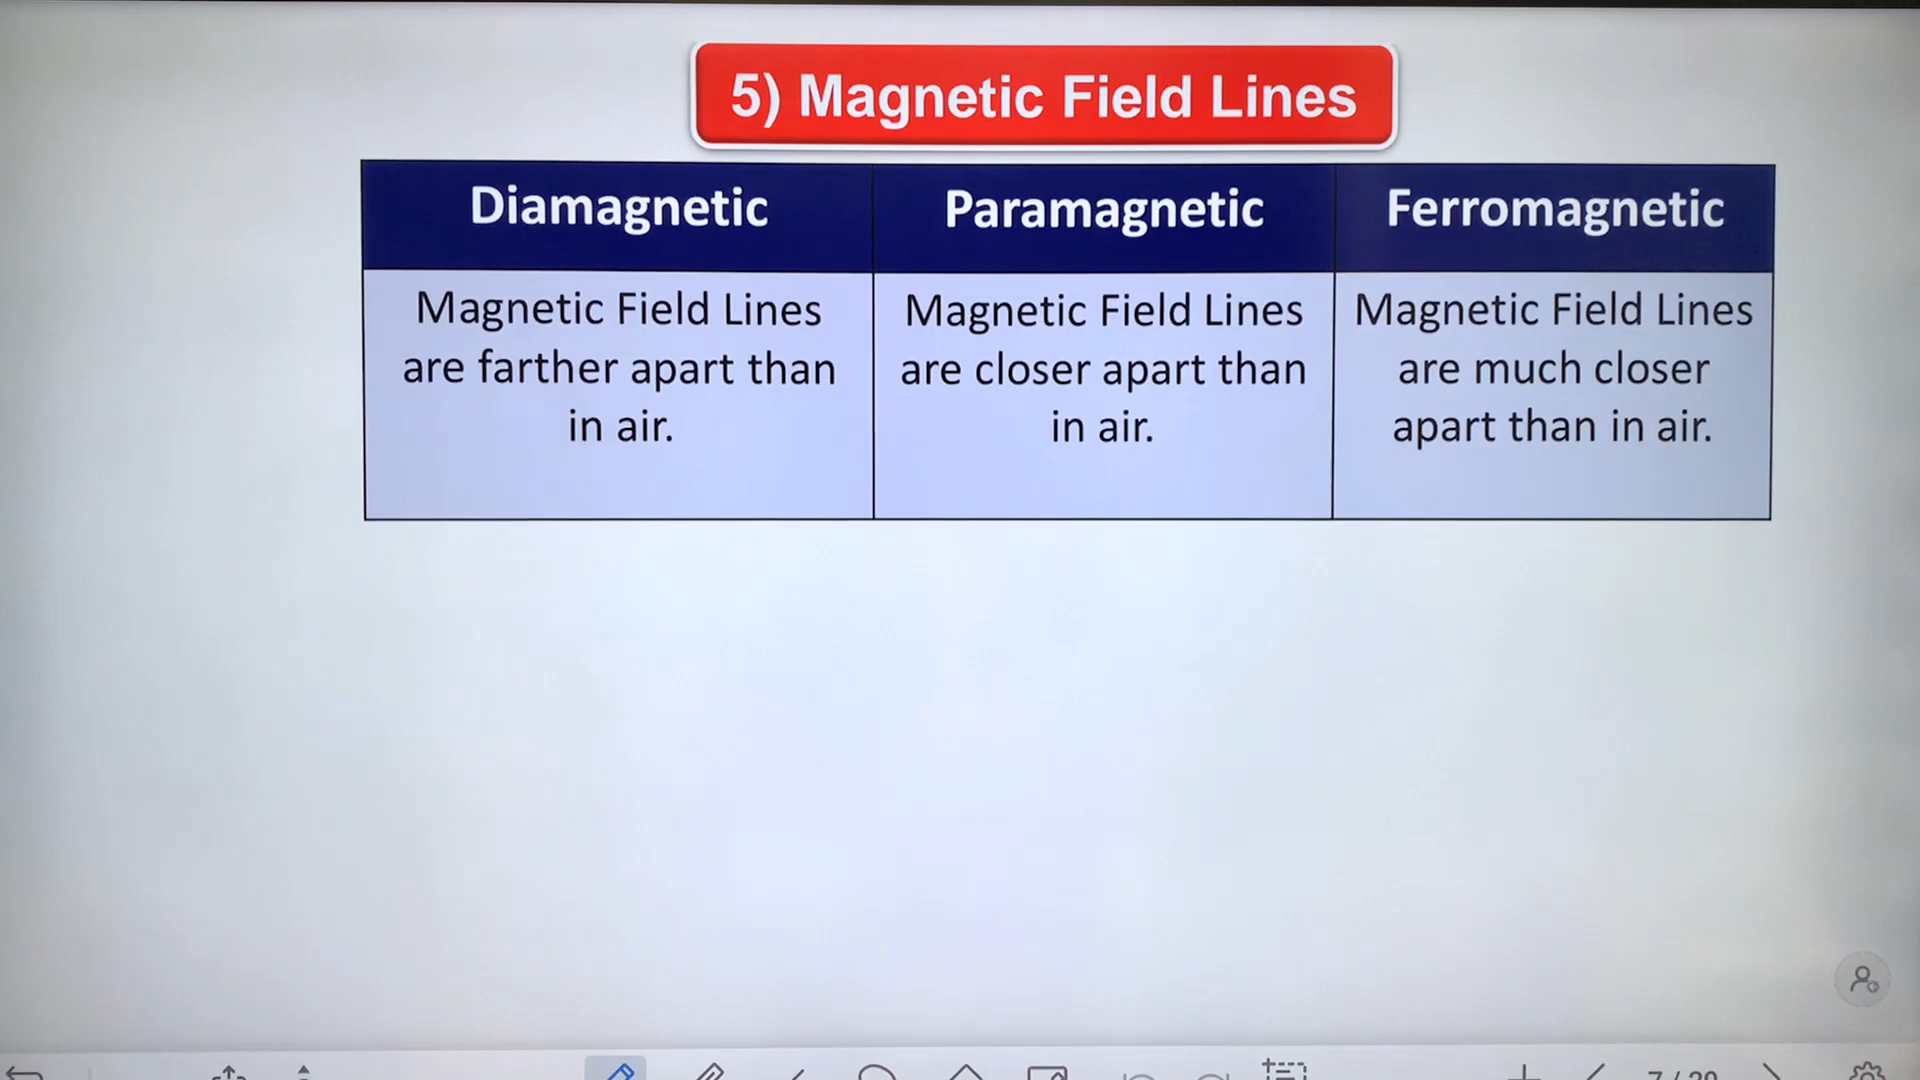 5) Magnetic Field Lines
Diamagnetic
Paramagnetic
Ferromagnetic
Magnetic Field Lines
are farther apart than
in air.
Magnetic Field Lines
are closer apart than
in air.
Magnetic Field Lines
are much closer
apart than in air.